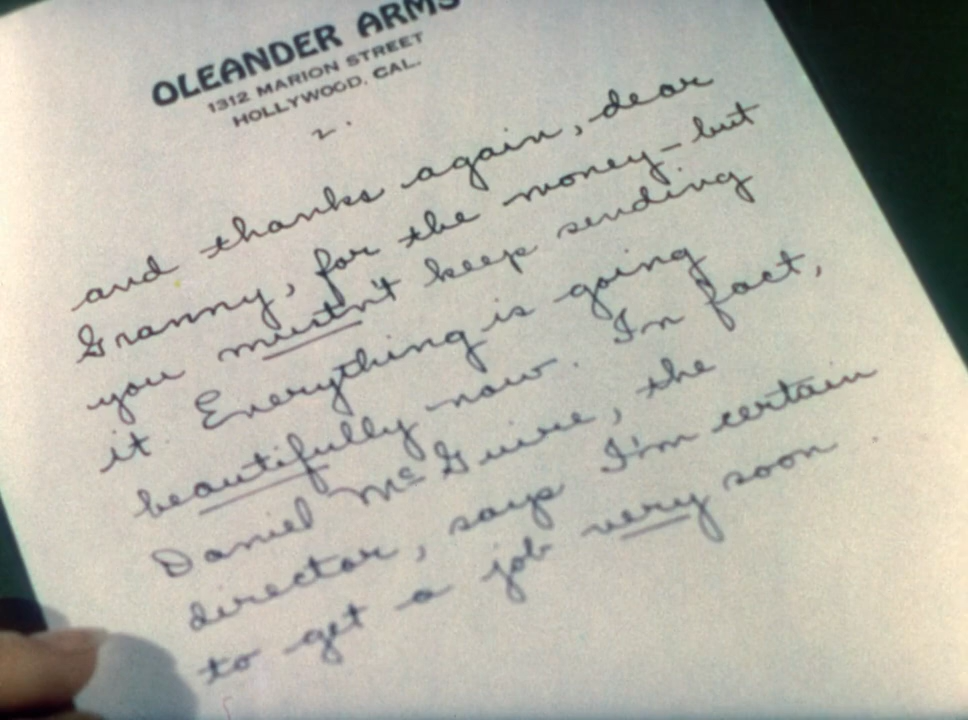 OLEANDER ARMS
1312 MARION STREET
HOLLYWOOD, CAL.
2.
and thanks again, dear
Granny, for the money - but
you mustn't keep sending
it. Everything is going
beautifully now. In fact,
Daniel McGuire, the
director, says I'm certain
to get a job very soon.